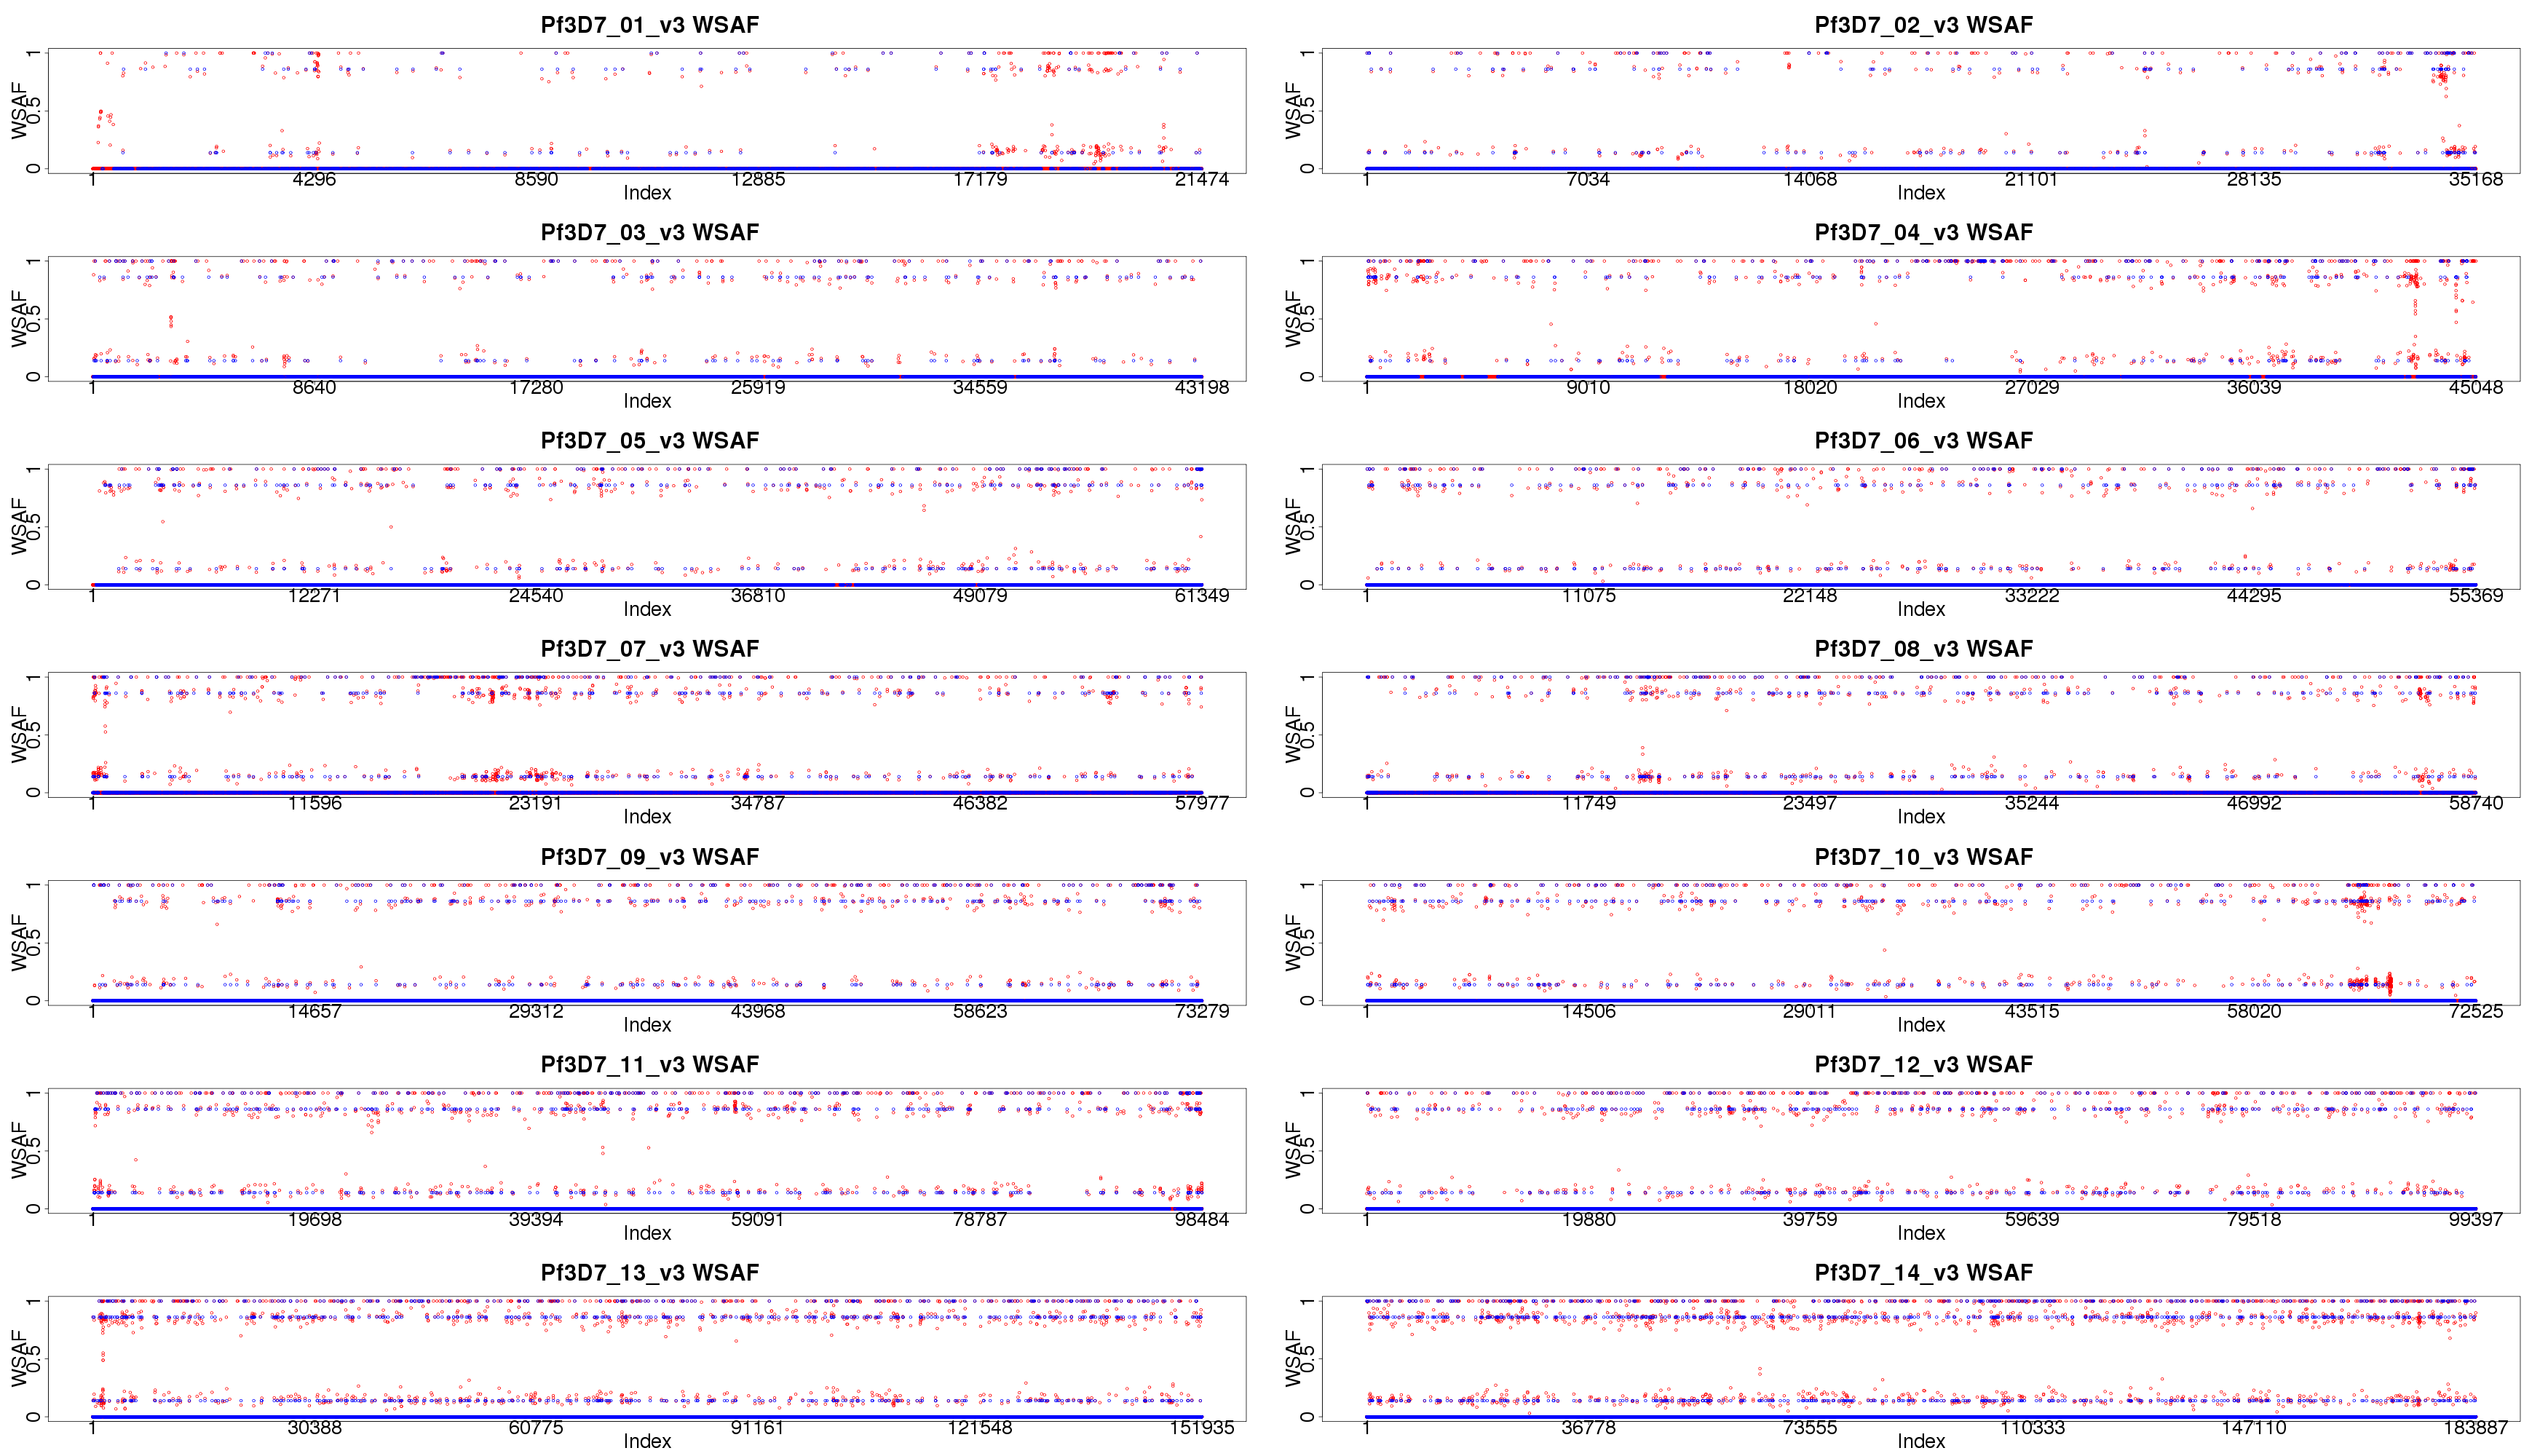 Pf3D7_01_v3 WSAF
WSAF
1
0.5
0
1 4296 8590 12885 17179 21474
Index
Pf3D7_02_v3 WSAF
WSAF
1
0.5
0
1 7034 14068 21101 28135 35168
Index
Pf3D7_03_v3 WSAF
WSAF
1
0.5
0
1 8640 17280 25919 34559 43198
Index
Pf3D7_04_v3 WSAF
WSAF
1
0.5
0
1 9010 18020 27029 36039 45048
Index
Pf3D7_05_v3 WSAF
WSAF
1
0.5
0
1 12271 24540 36810 49079 61349
Index
Pf3D7_06_v3 WSAF
WSAF
1
0.5
0
1 11075 22148 33222 44295 55369
Index
Pf3D7_07_v3 WSAF
WSAF
1
0.5
0
1 11596 23191 34787 46382 57977
Index
Pf3D7_08_v3 WSAF
WSAF
1
0.5
0
1 11749 23497 35244 46992 58740
Index
Pf3D7_09_v3 WSAF
WSAF
1
0.5
0
1 14657 29312 43968 58623 73279
Index
Pf3D7_10_v3 WSAF
WSAF
1
0.5
0
1 14506 29011 43515 58020 72525
Index
Pf3D7_11_v3 WSAF
WSAF
1
0.5
0
1 19698 39394 59091 78787 98484
Index
Pf3D7_12_v3 WSAF
WSAF
1
0.5
0
1 19880 39759 59639 79518 99397
Index
Pf3D7_13_v3 WSAF
WSAF
1
0.5
0
1 30388 60775 91161 121548 151935
Index
Pf3D7_14_v3 WSAF
WSAF
1
0.5
0
1 36778 73555 110333 147110 183887
Index